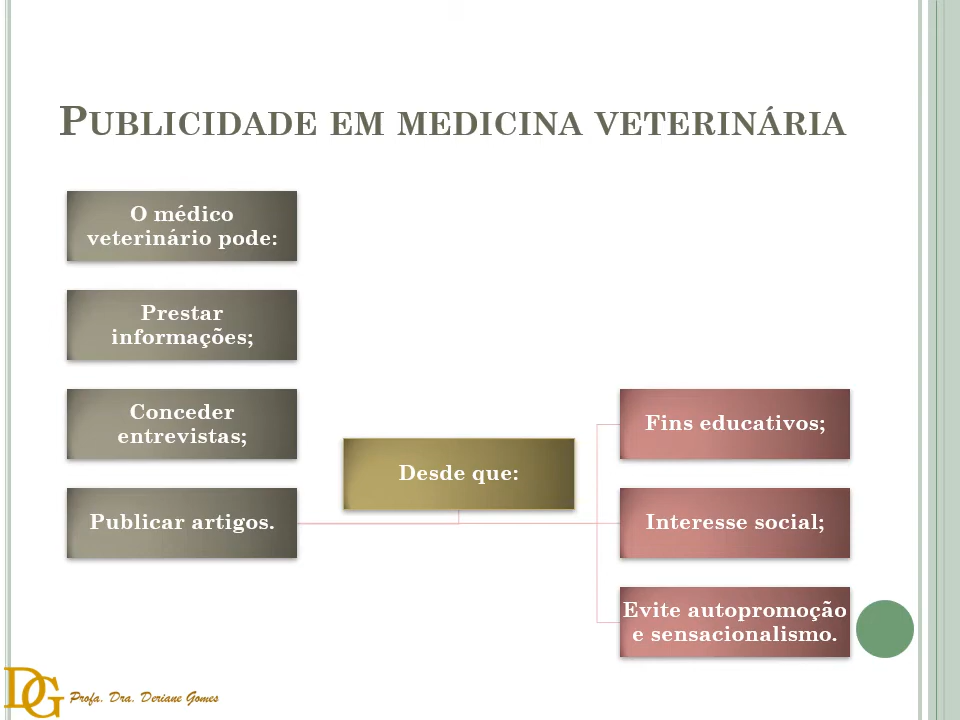 PUBLICIDADE EM MEDICINA VETERINÁRIA
O médico
veterinário pode:
Prestar
informações;
Conceder
entrevistas;
Publicar artigos.
Desde que:
Fins educativos;
Interesse social;
Evite autopromoção
e sensacionalismo.
DG Profa. Dra. Deriane Gomes